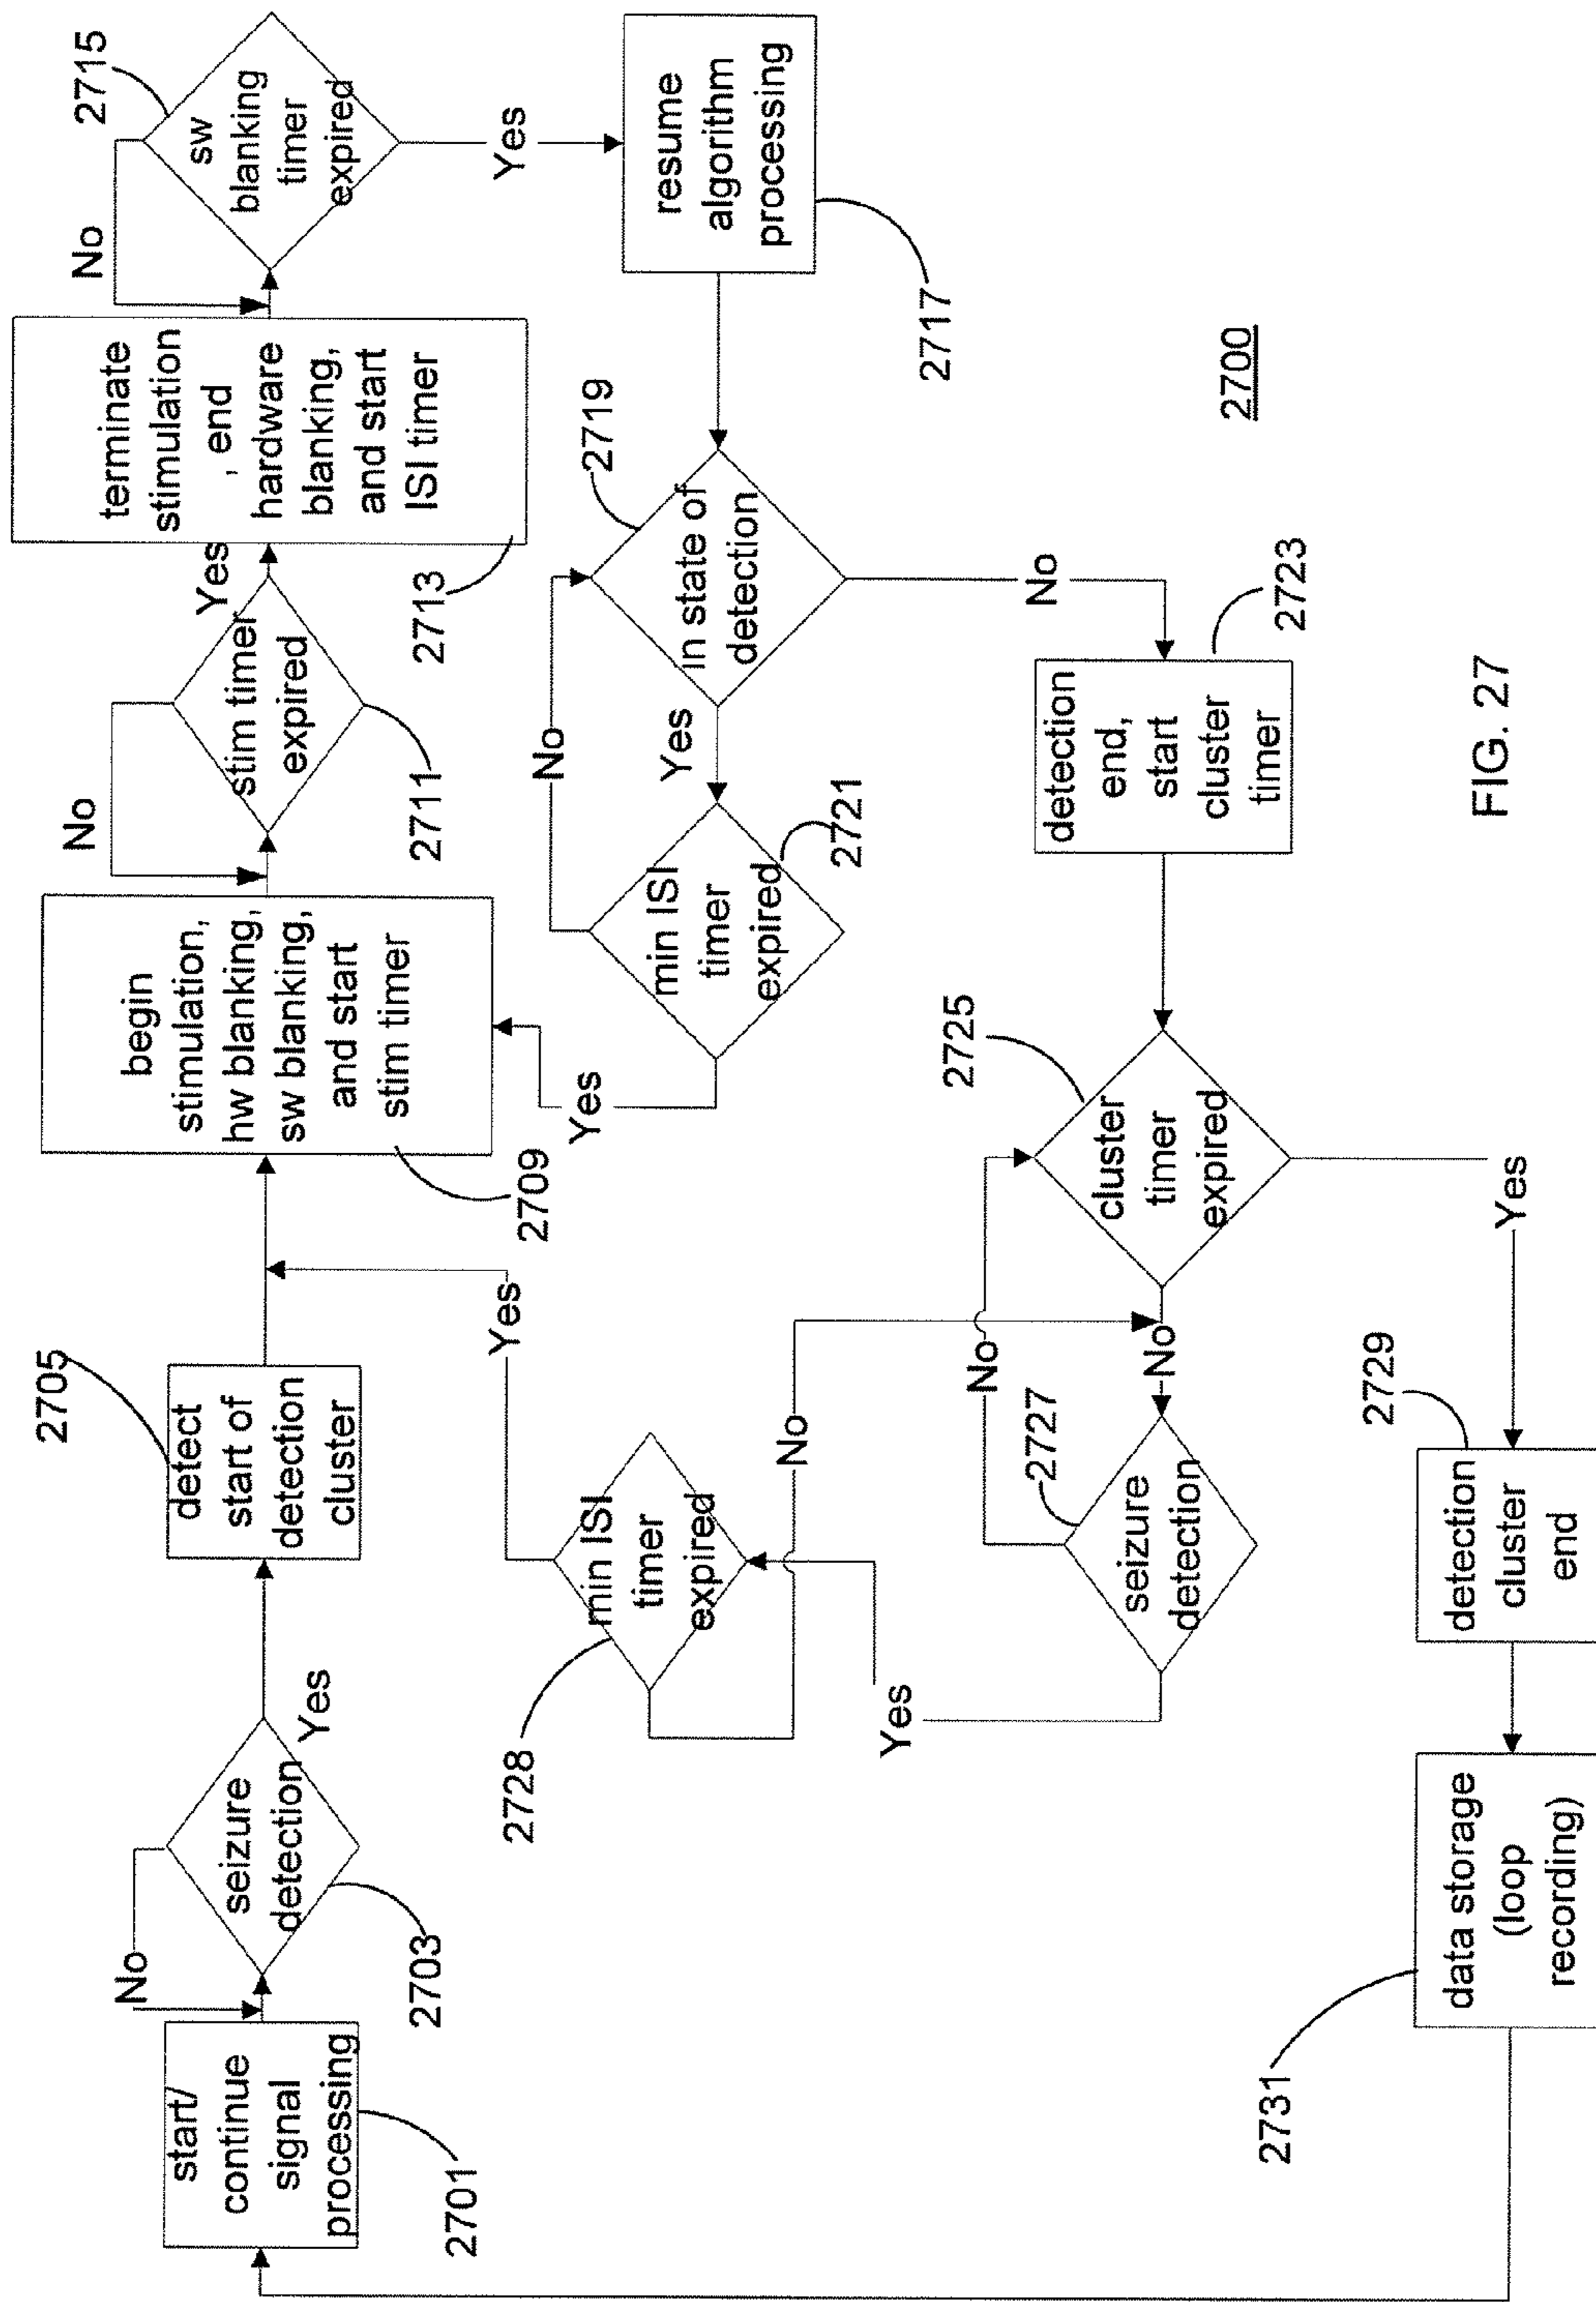 start/
continue
signal
processing
2701
No
seizure
detection
Yes
2703
detect
start of
detection
cluster
2705
begin
stimulation,
hw blanking,
sw blanking,
and start
stim timer
2709
No
stim timer
expired
Yes
2711
terminate
stimulation
, end
hardware
blanking,
and start
ISI timer
2713
No
sw
blanking
timer
expired
2715
Yes
resume
algorithm
processing
2717
in state of
detection
2719
Yes
No
min ISI
timer
expired
2721
No
Yes
detection
end,
start
cluster
timer
2723
cluster
timer
expired
2725
No
Yes
seizure
detection
2727
No
Yes
min ISI
timer
expired
2728
No
Yes
detection
cluster
end
2729
data storage
(loop
recording)
2731
2700
FIG. 27